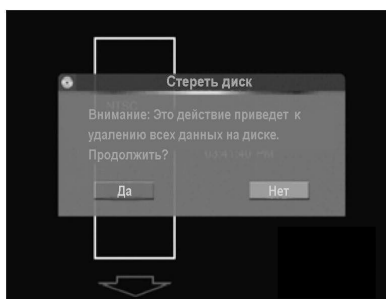 Стереть диск
Внимание: Это действие приведет к
удалению всех данных на диске.
Продолжить?
Да
Нет